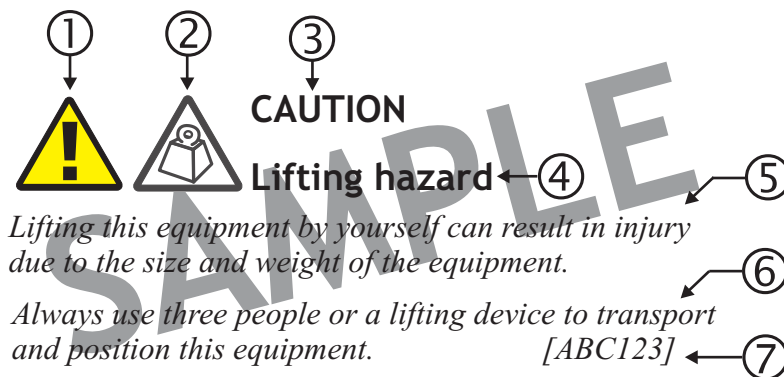 1 2 3
!
CAUTION
Lifting hazard 4
5
Lifting this equipment by yourself can result in injury
due to the size and weight of the equipment.
6
Always use three people or a lifting device to transport
and position this equipment. [ABC123] 7
SAMPLE